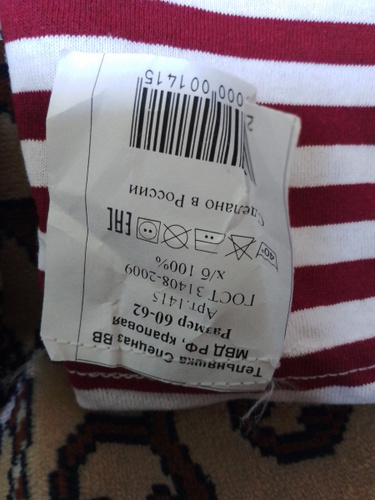 Тельняшка Спецназ ВВ
МВД РФ, краповая
Размер 60-62
Арт.1415
ГОСТ 31408-2009
х/б 100%
40°
EAC
Сделано в России
000 001415